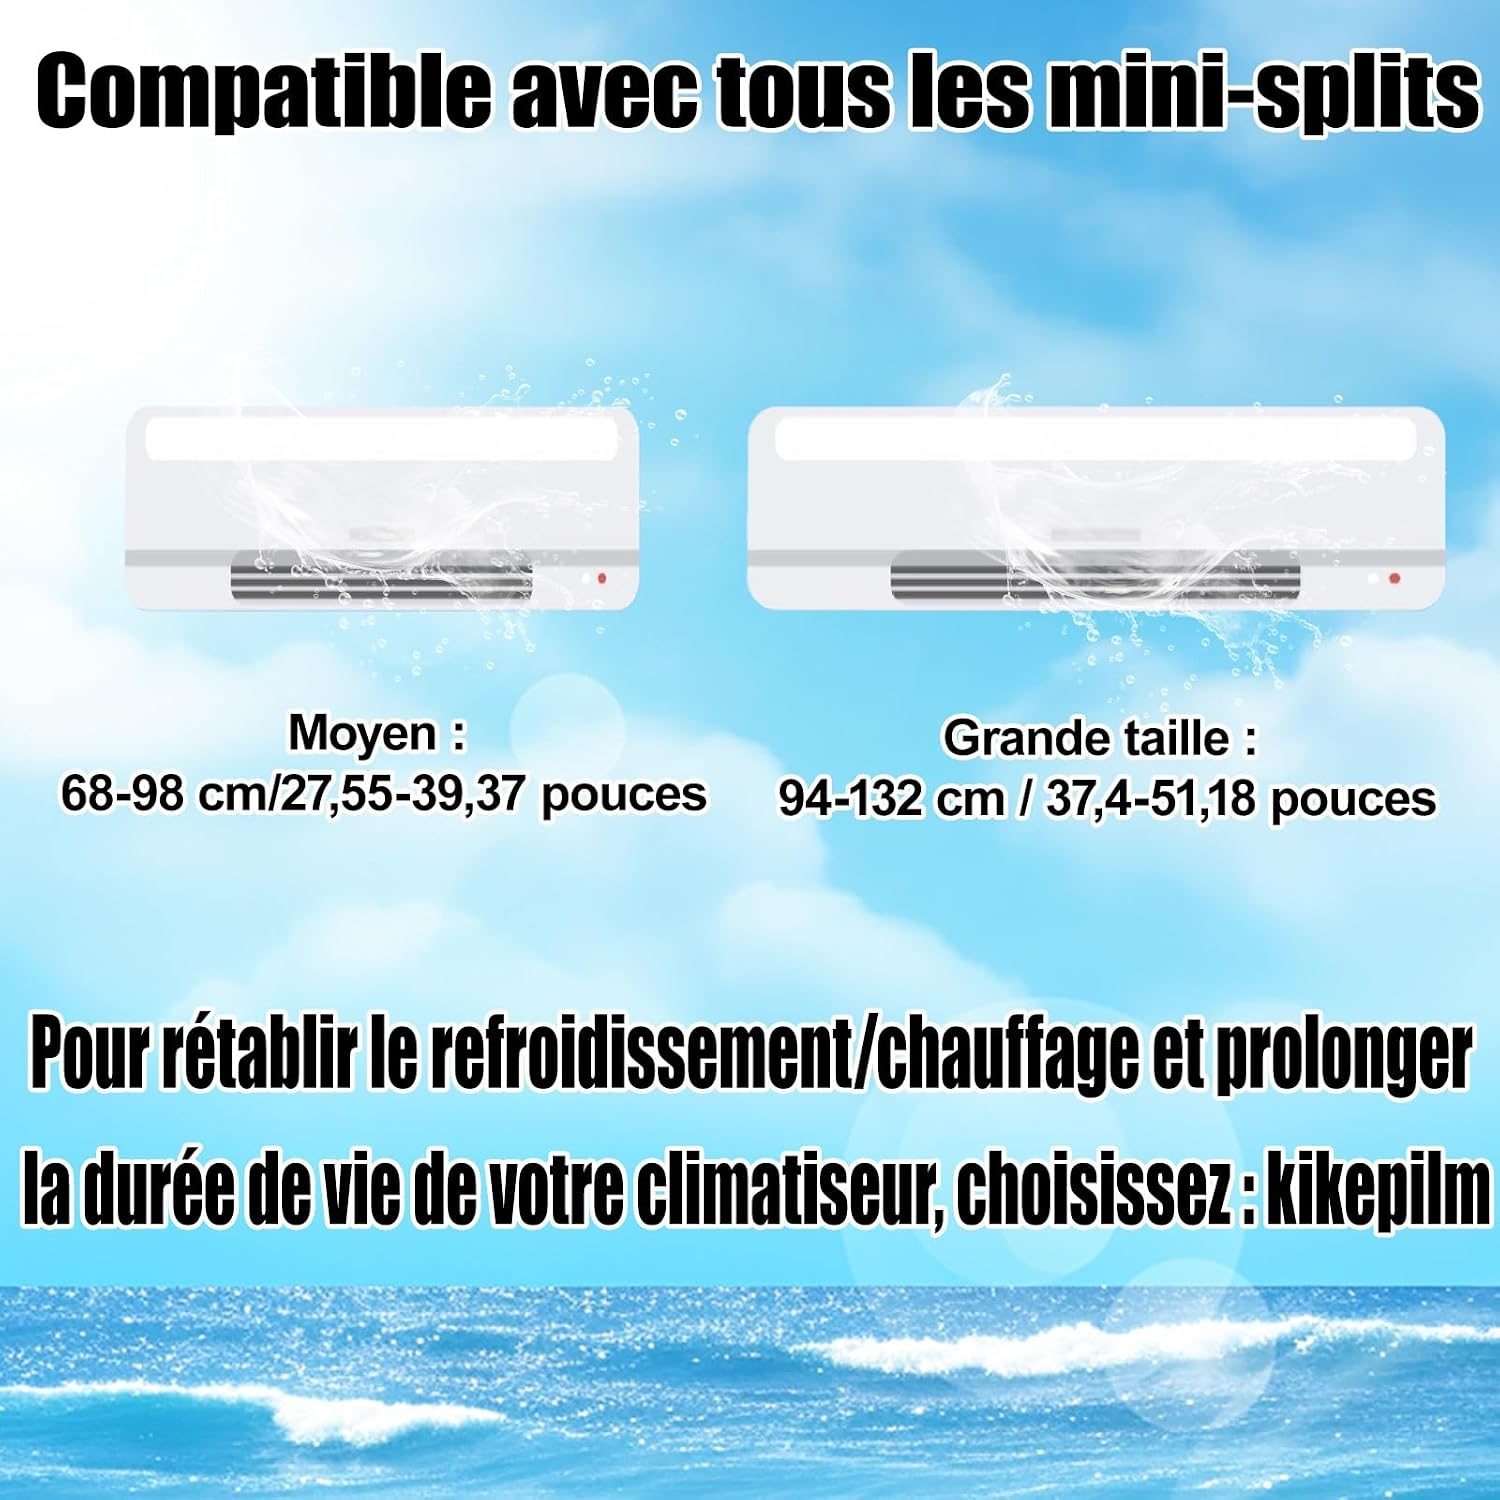 Compatible avec tous les mini-splits
Moyen :
68-98 cm/27,55-39,37 pouces
Grande taille :
94-132 cm / 37,4-51,18 pouces
Pour rétablir le refroidissement/chauffage et prolonger
la durée de vie de votre climatiseur, choisissez : kikepilm